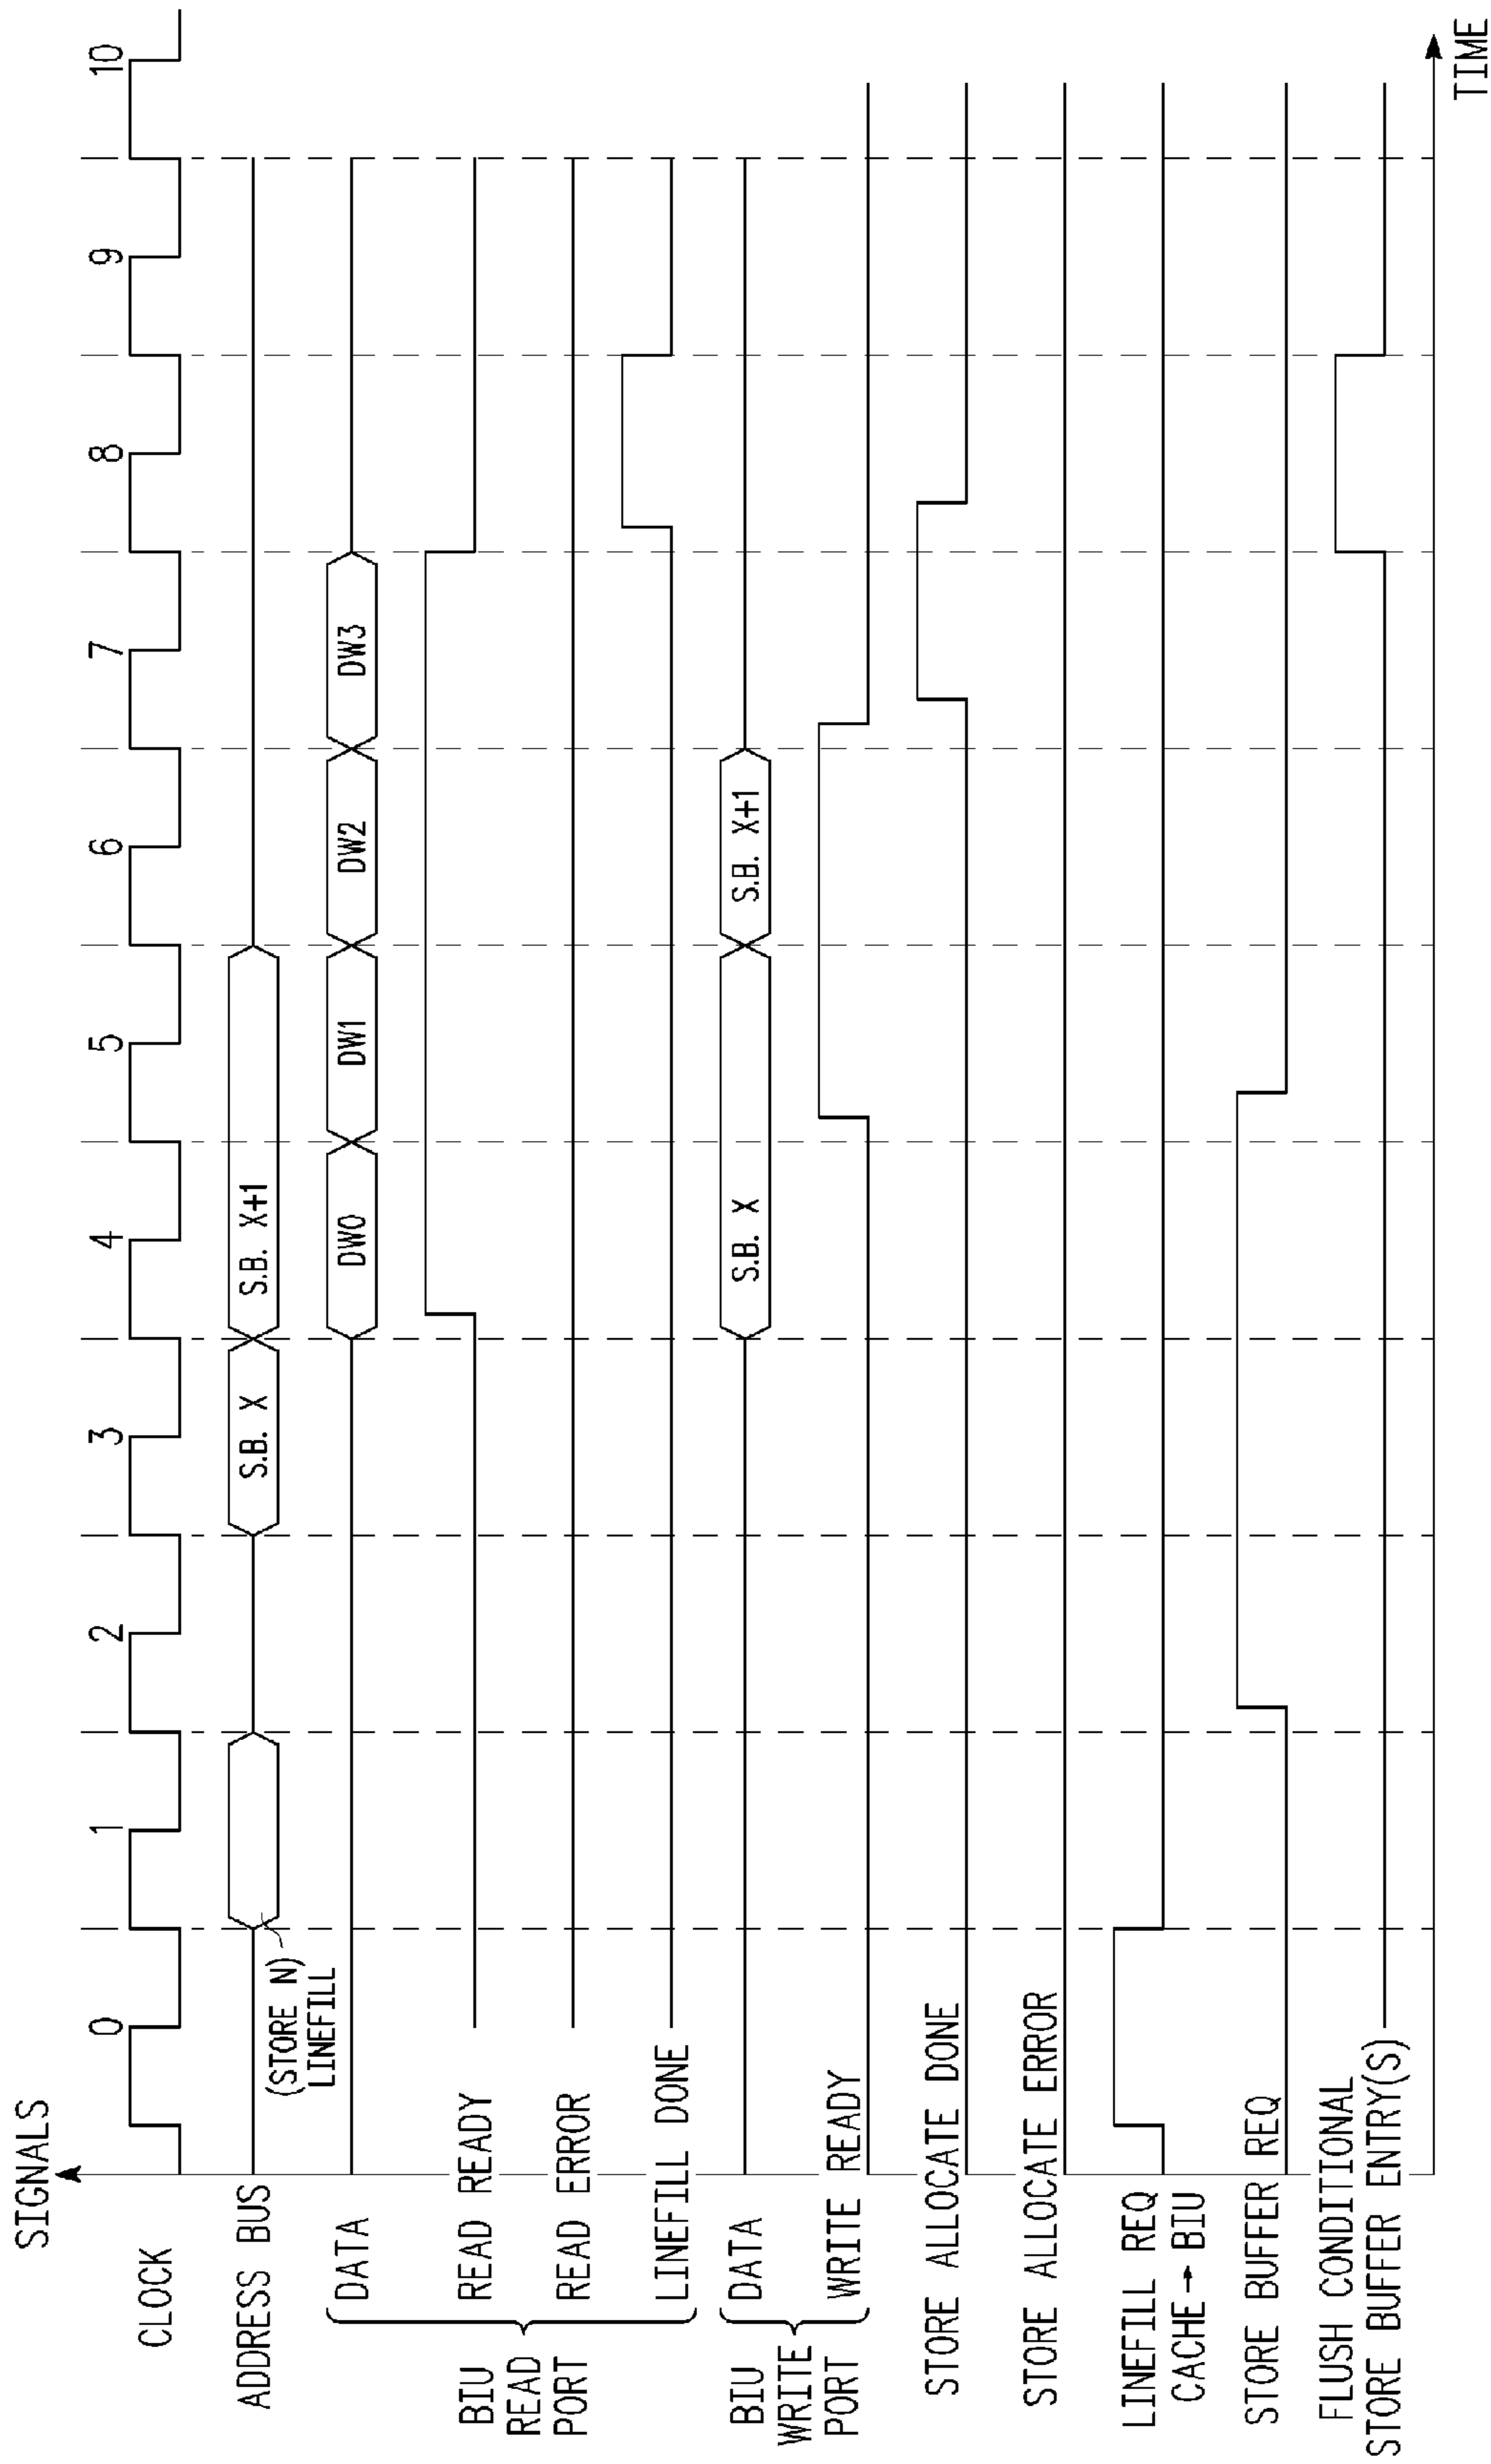 SIGNALS
0 1 2 3 4 5 6 7 8 9 10
CLOCK
ADDRESS BUS
S.B. X
S.B. X+1
(STORE N)
LINEFILL
BIU
READ
PORT
DATA
DW0
DW1
DW2
DW3
READ READY
READ ERROR
LINEFILL DONE
BIU
WRITE
PORT
DATA
S.B. X
S.B. X+1
WRITE READY
STORE ALLOCATE DONE
STORE ALLOCATE ERROR
LINEFILL REQ
CACHE→BIU
STORE BUFFER REQ
FLUSH CONDITIONAL
STORE BUFFER ENTRY(S)
TIME